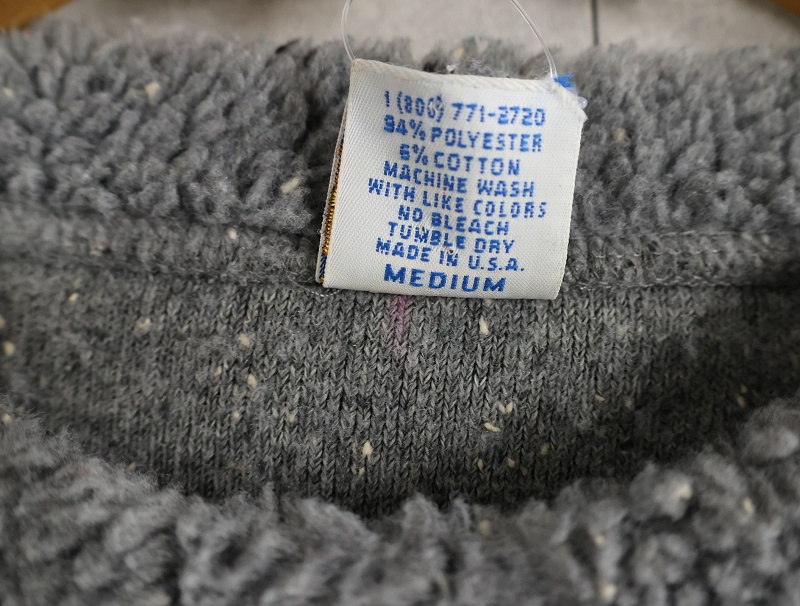 1 (806) 771-2720
94% POLYESTER
6% COTTON
MACHINE WASH
WITH LIKE COLORS
NO BLEACH
TUMBLE DRY
MADE IN U.S.A.
MEDIUM